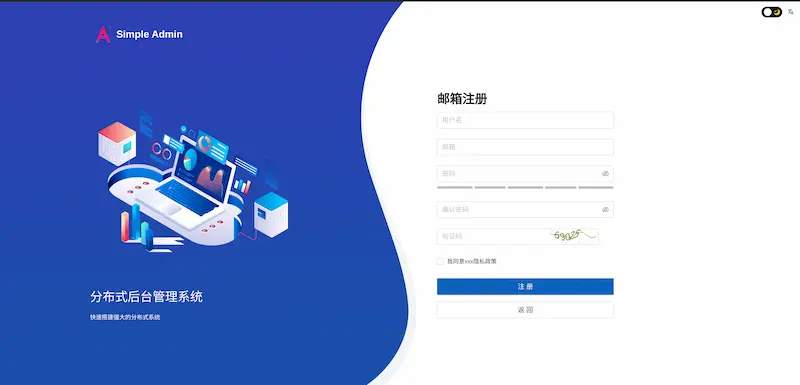 Simple Admin
分布式后台管理系统
快速搭建强大的分布式系统
邮箱注册
用户名
邮箱
密码
确认密码
验证码
我同意xxx隐私政策
注 册
返 回